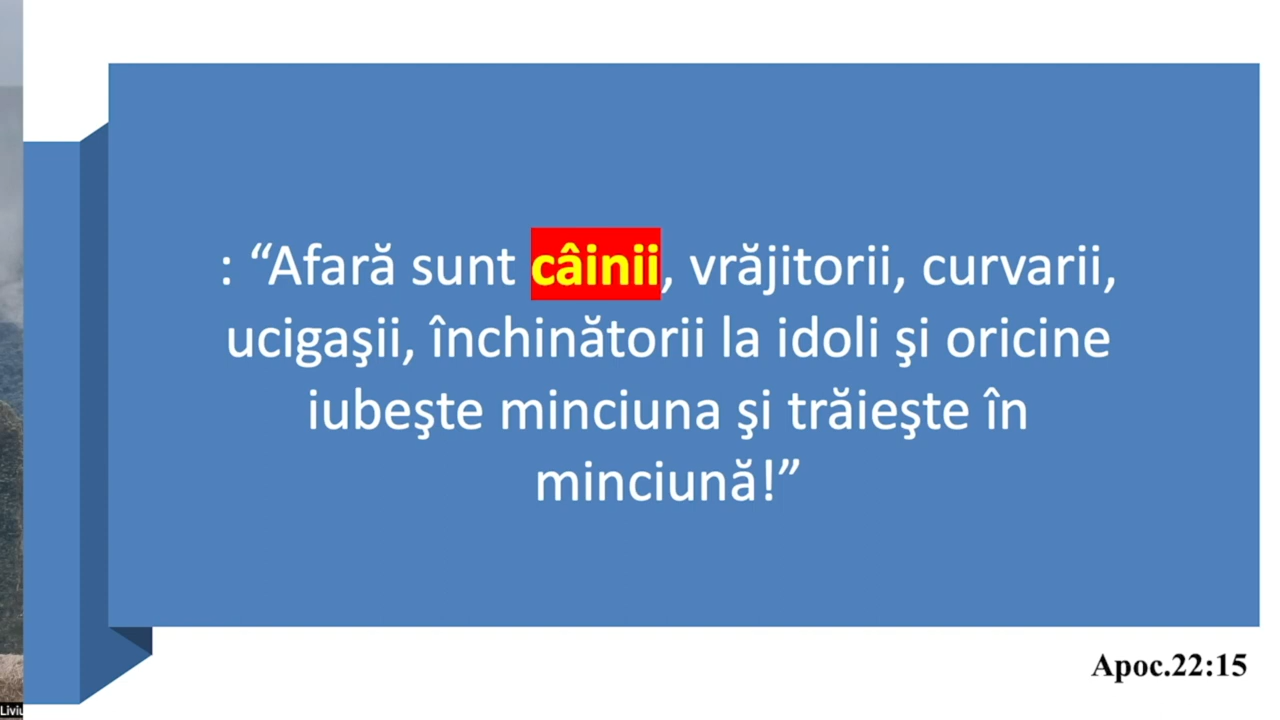 : “Afară sunt câinii, vrăjitorii, curvarii,
ucigaşii, închinătorii la idoli şi oricine
iubeşte minciuna şi trăieşte în
minciună!”
Apoc.22:15
Liviu